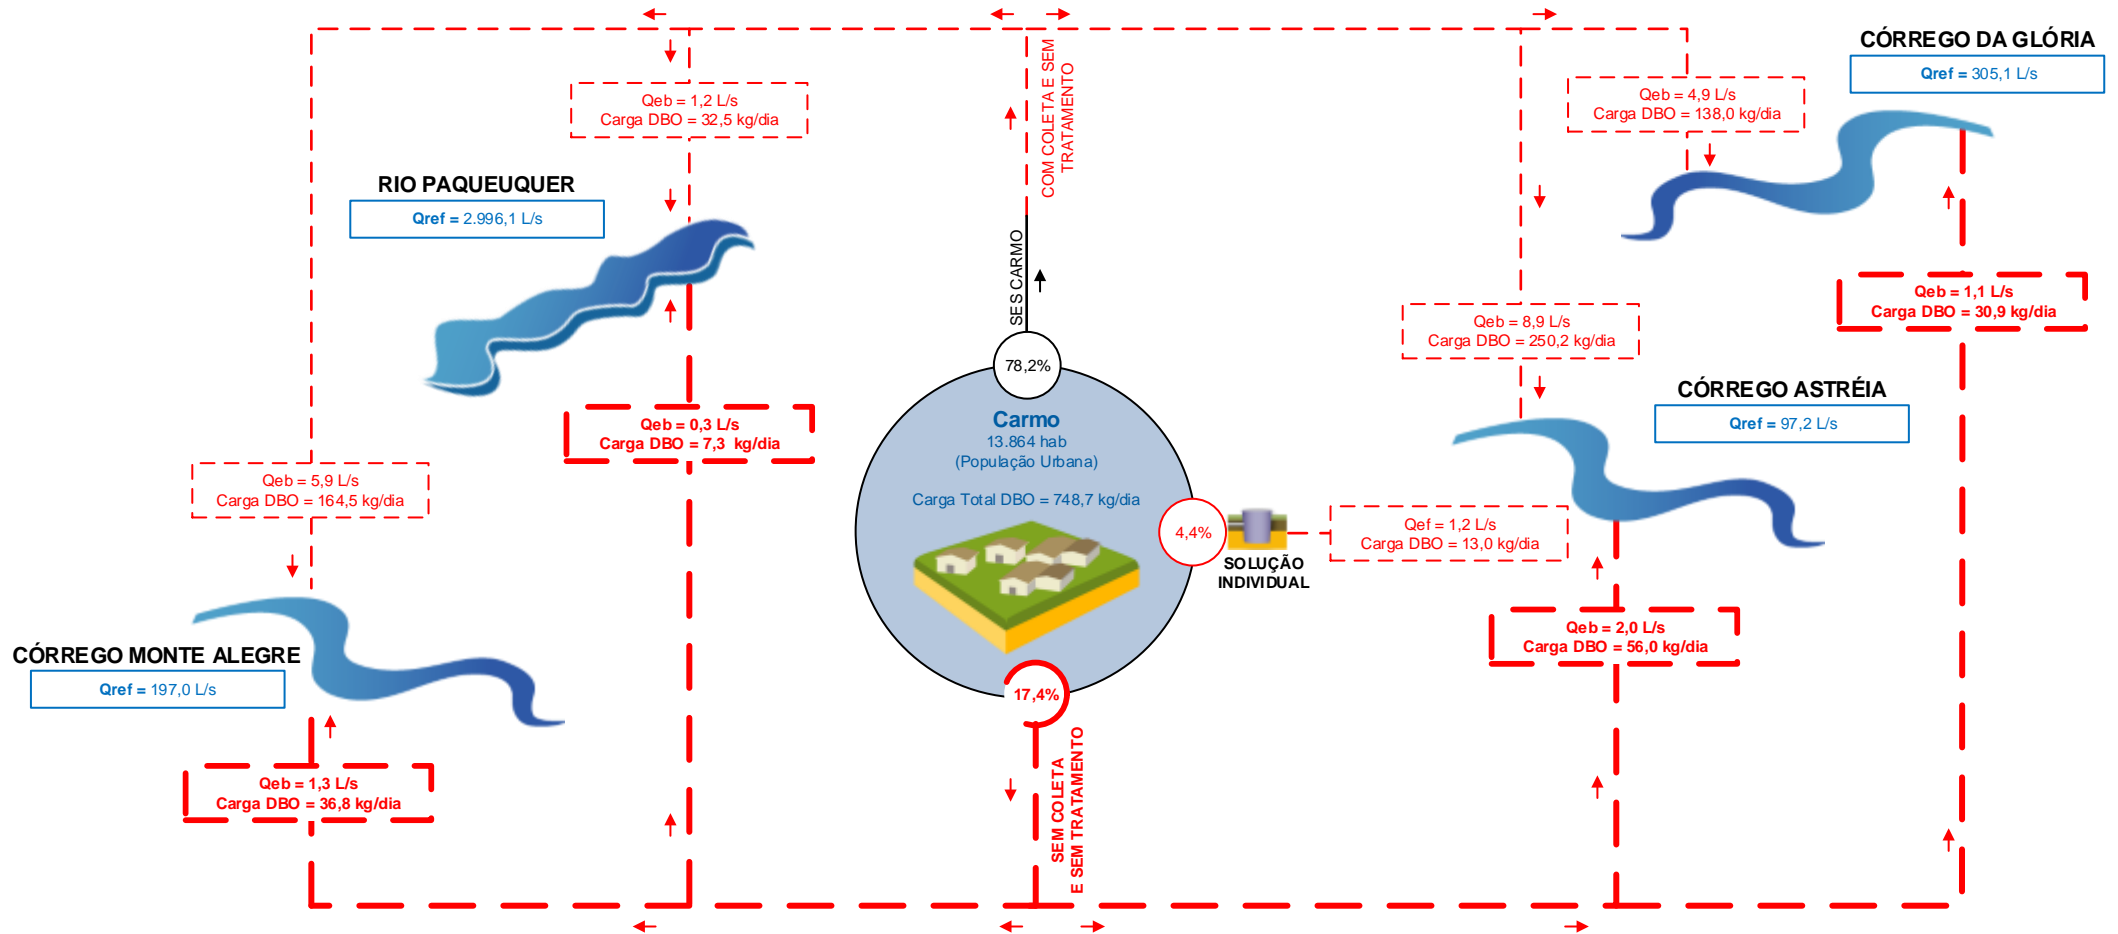 CÓRREGO DA GLÓRIA
Qref = 305,1 L/s
COM COLETA E SEM
TRATAMENTO
Qeb = 1,2 L/s
Carga DBO = 32,5 kg/dia
Qeb = 4,9 L/s
Carga DBO = 138,0 kg/dia
RIO PAQUEUQUER
Qref = 2.996,1 L/s
SES CARMO
Qeb = 1,1 L/s
Carga DBO = 30,9 kg/dia
Qeb = 8,9 L/s
Carga DBO = 250,2 kg/dia
78,2%
CÓRREGO ASTRÉIA
Qref = 97,2 L/s
Qeb = 0,3 L/s
Carga DBO = 7,3 kg/dia
Carmo
13.864 hab
(População Urbana)
Carga Total DBO = 748,7 kg/dia
Qeb = 5,9 L/s
Carga DBO = 164,5 kg/dia
4,4%
SOLUÇÃO
INDIVIDUAL
Qef = 1,2 L/s
Carga DBO = 13,0 kg/dia
Qeb = 2,0 L/s
Carga DBO = 56,0 kg/dia
CÓRREGO MONTE ALEGRE
Qref = 197,0 L/s
17,4%
SEM COLETA
E SEM TRATAMENTO
Qeb = 1,3 L/s
Carga DBO = 36,8 kg/dia